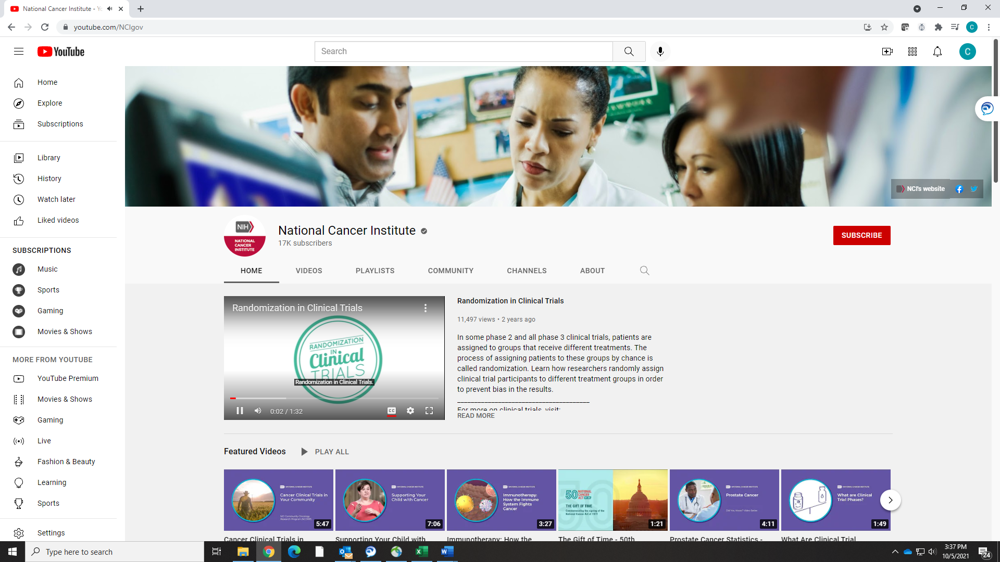 National Cancer Institute - Yo
youtube.com/NCIgov
C
YouTube
Search
C
Home
Explore
Subscriptions
Library
History
Watch later
Liked videos
SUBSCRIPTIONS
Music
Sports
Gaming
Movies & Shows
MORE FROM YOUTUBE
YouTube Premium
Movies & Shows
Gaming
Live
Fashion & Beauty
Learning
Sports
Settings
NCI's website
NIH
NATIONAL
CANCER
INSTITUTE
National Cancer Institute
17K subscribers
SUBSCRIBE
HOME
VIDEOS
PLAYLISTS
COMMUNITY
CHANNELS
ABOUT
Randomization in Clinical Trials
RANDOMIZATION
IN
Clinical
TRIALS
Randomization in Clinical Trials.
0:02 / 1:32
CC
Randomization in Clinical Trials
11,497 views • 2 years ago
In some phase 2 and all phase 3 clinical trials, patients are
assigned to groups that receive different treatments. The
process of assigning patients to these groups by chance is
called randomization. Learn how researchers randomly assign
clinical trial participants to different treatment groups in order
to prevent bias in the results.
For more on clinical trials, visit:
READ MORE
Featured Videos
PLAY ALL
NATIONAL CANCER INSTITUTE
Cancer Clinical Trials in
Your Community
NCI Community Oncology
Research Program (NCORP)
5:47
Cancer Clinical Trials in
NATIONAL CANCER INSTITUTE
Supporting Your
Child with Cancer
7:06
Supporting Your Child with
NATIONAL CANCER INSTITUTE
Immunotherapy:
How the Immune
System Fights
Cancer
3:27
Immunotherapy: How the
50
NATIONAL
CANCER
ACT
THE GIFT OF TIME
Commemorating the signing of the
National Cancer Act of 1971
1:21
The Gift of Time - 50th
NATIONAL CANCER INSTITUTE
Prostate Cancer
Did You Know? Video Series
4:11
Prostate Cancer Statistics -
NATIONAL CANCER INSTITUTE
What are Clinical
Trial Phases?
1:49
What Are Clinical Trial
Type here to search
3:37 PM
10/5/2021
24